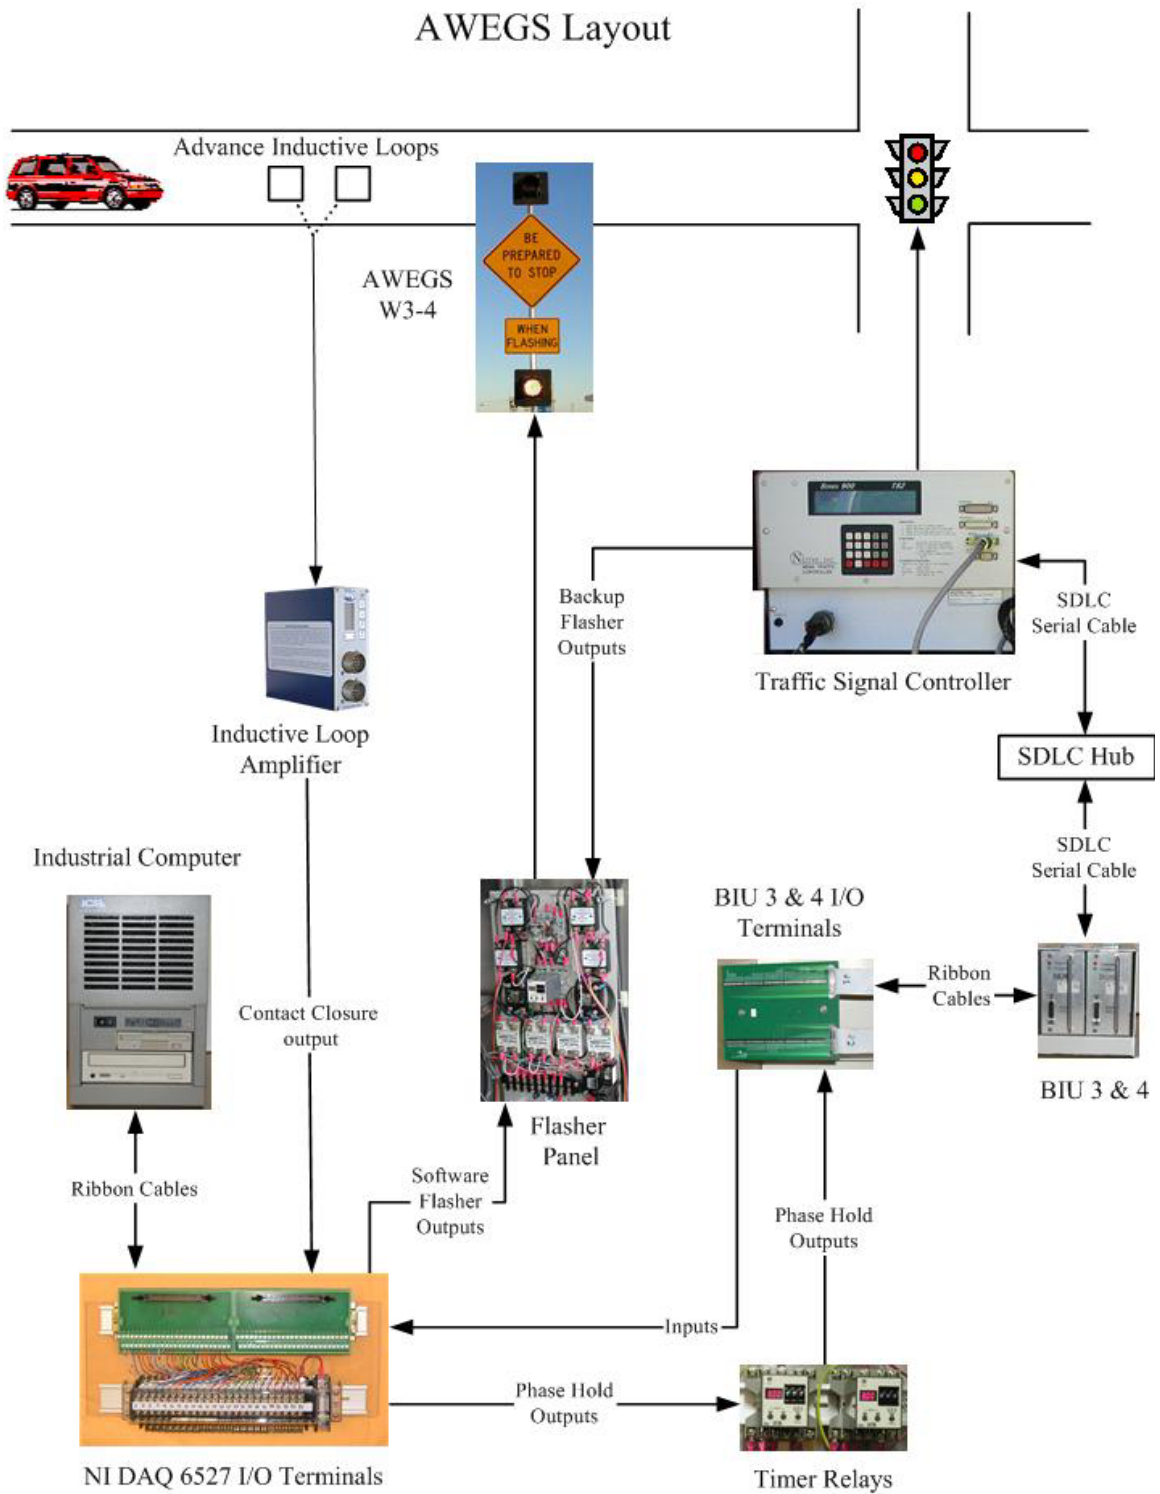 AWEGS Layout
Advance Inductive Loops
BE
PREPARED
TO STOP
WHEN
FLASHING
AWEGS
W3-4
Backup
Flasher
Outputs
SDLC
Serial Cable
Traffic Signal Controller
Inductive Loop
Amplifier
SDLC Hub
SDLC
Serial Cable
Industrial Computer
BIU 3 & 4 I/O
Terminals
Ribbon
Cables
Contact Closure
output
BIU 3 & 4
Flasher
Panel
Ribbon Cables
Software
Flasher
Outputs
Phase Hold
Outputs
Inputs
Phase Hold
Outputs
NI DAQ 6527 I/O Terminals
Timer Relays